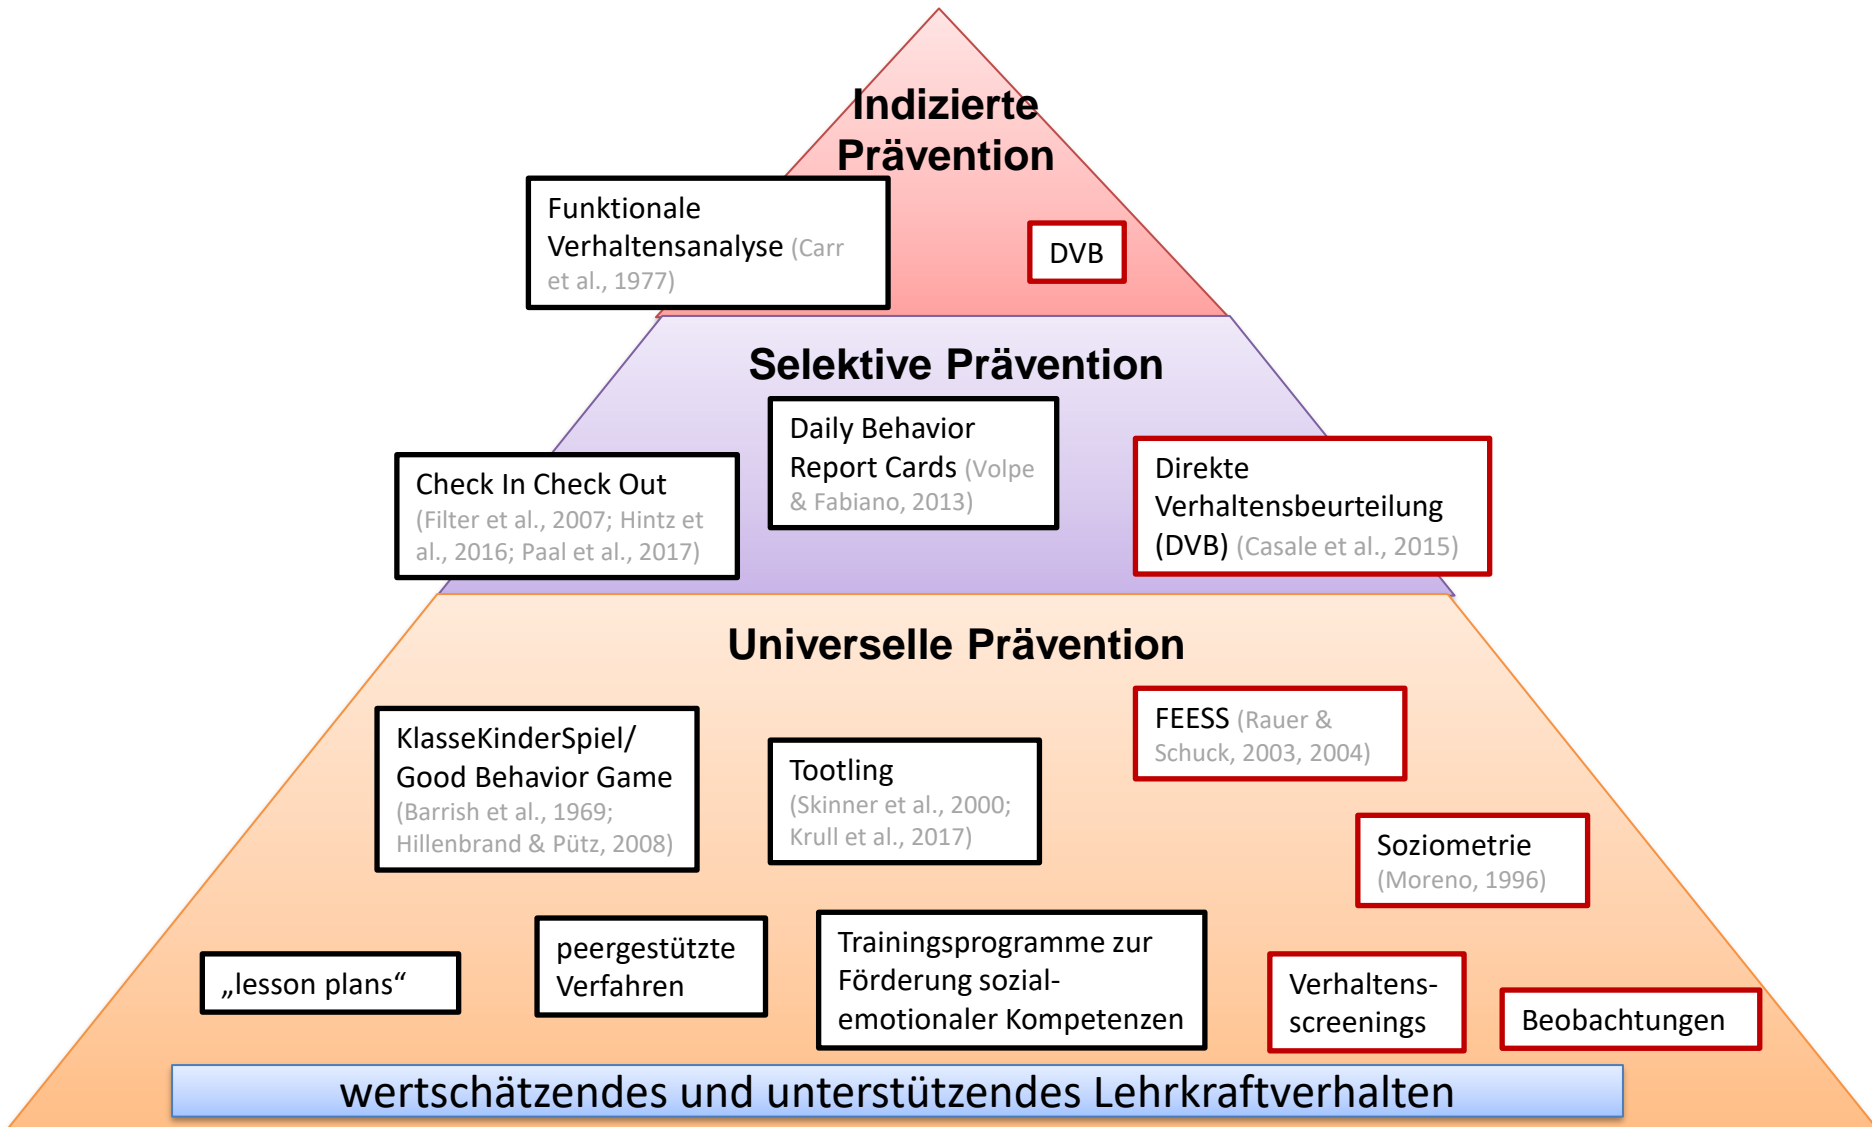 Indizierte
Prävention
Funktionale
Verhaltensanalyse (Carr
et al., 1977)
DVB
Selektive Prävention
Daily Behavior
Report Cards (Volpe
& Fabiano, 2013)
Check In Check Out
(Filter et al., 2007; Hintz et
al., 2016; Paal et al., 2017)
Direkte
Verhaltensbeurteilung
(DVB) (Casale et al., 2015)
Universelle Prävention
KlasseKinderSpiel/
Good Behavior Game
(Barrish et al., 1969;
Hillenbrand & Pütz, 2008)
Tootling
(Skinner et al., 2000;
Krull et al., 2017)
FEESS (Rauer &
Schuck, 2003, 2004)
Soziometrie
(Moreno, 1996)
„lesson plans“
peergestützte
Verfahren
Trainingsprogramme zur
Förderung sozial-
emotionaler Kompetenzen
Verhaltens-
screenings
Beobachtungen
wertschätzendes und unterstützendes Lehrkraftverhalten